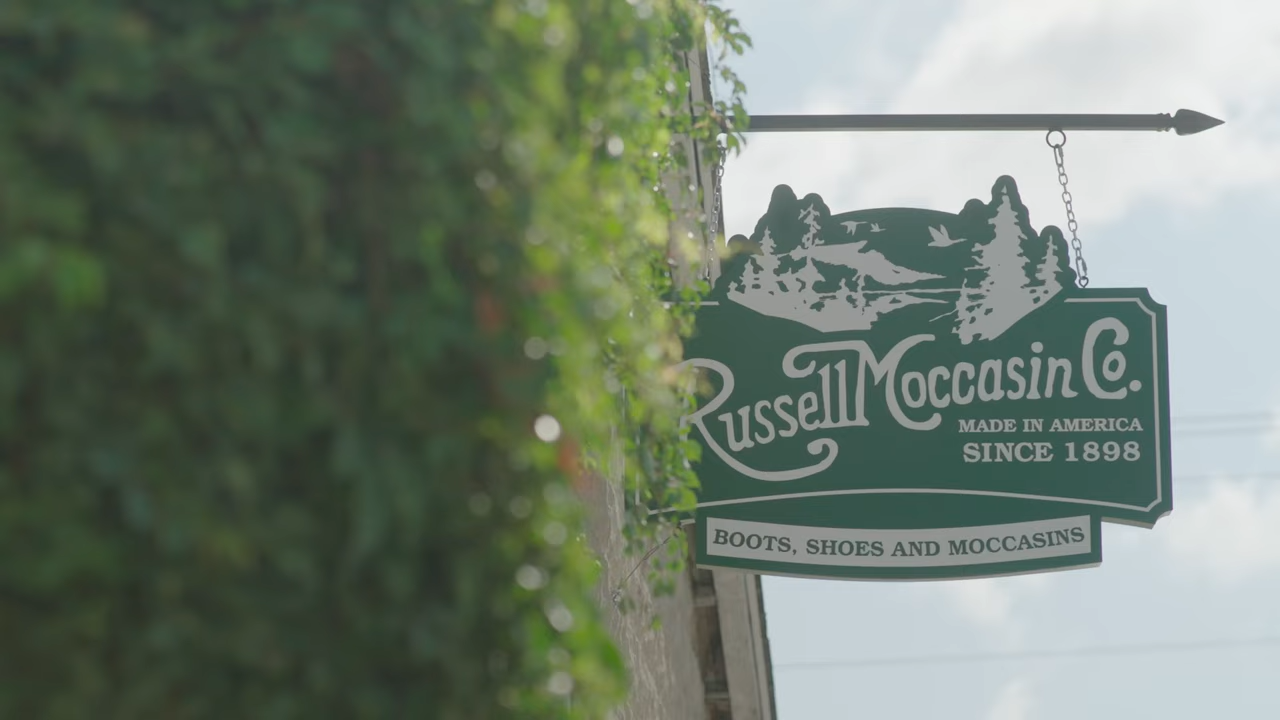 Russell Moccasin Co.
MADE IN AMERICA
SINCE 1898
BOOTS, SHOES AND MOCCASINS